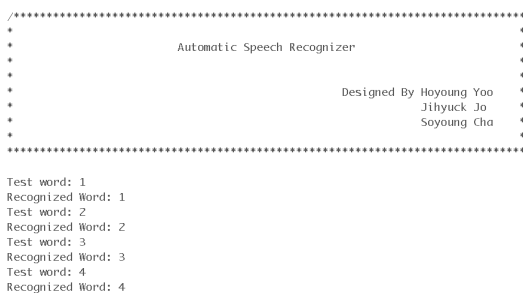 /*******************************************************************************
* *
* Automatic Speech Recognizer *
* *
* *
* Designed By Hoyoung Yoo *
* Jihyuck Jo *
* Soyoung Cha *
* *
********************************************************************************
Test word: 1
Recognized Word: 1
Test word: 2
Recognized Word: 2
Test word: 3
Recognized Word: 3
Test word: 4
Recognized Word: 4